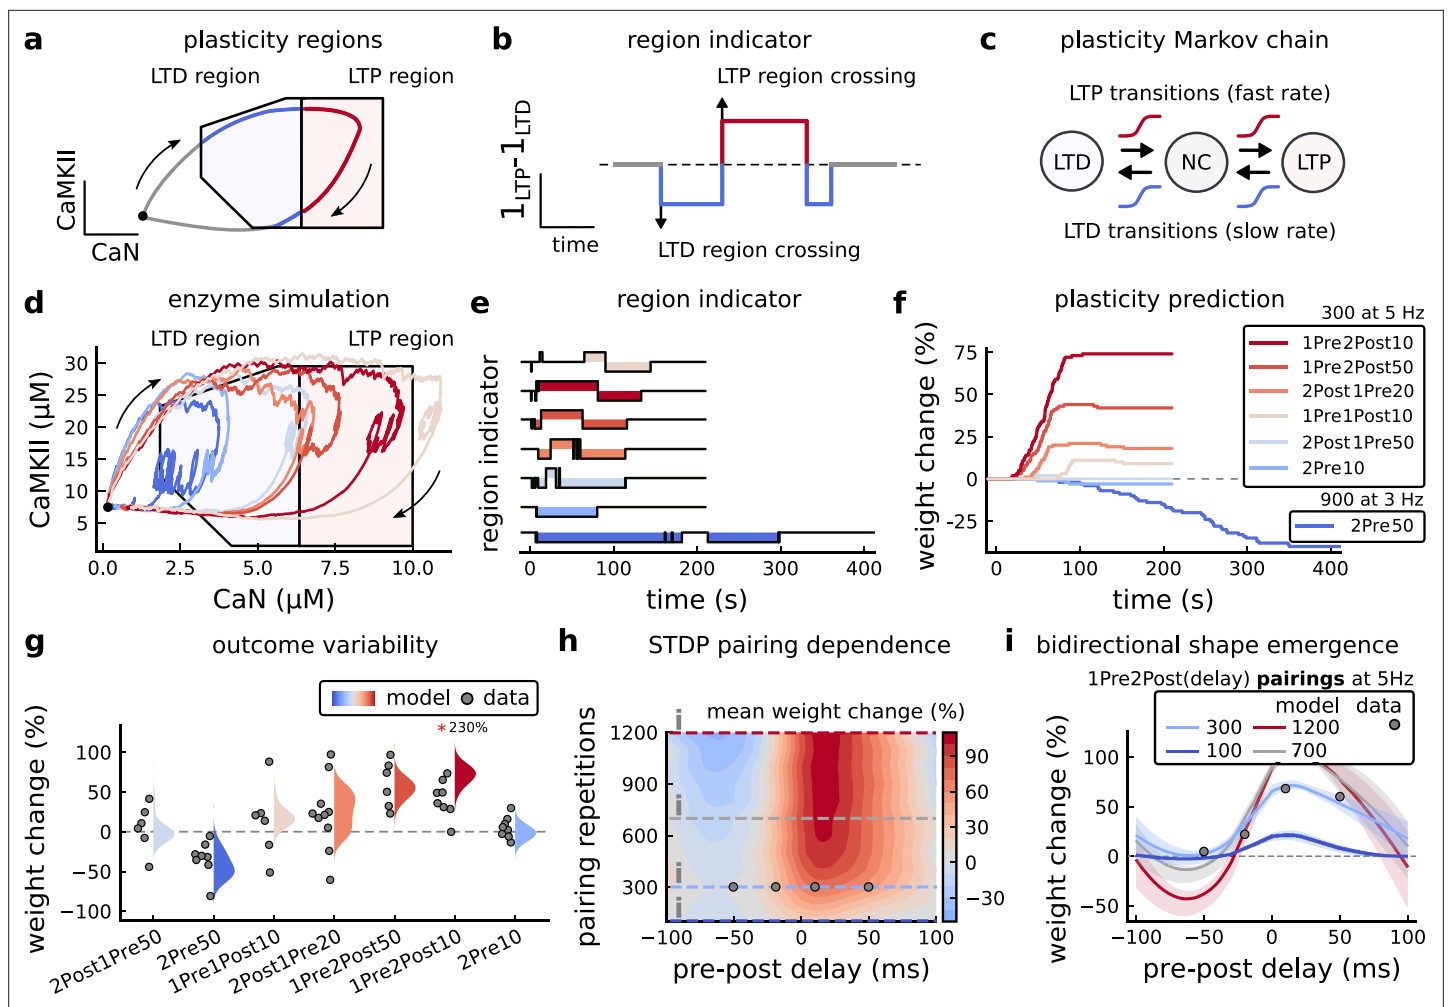 a
plasticity regions
LTD region
LTP region
CaMKII
CaN
b
region indicator
LTP region crossing
1LTP-1LTD
time
LTD region crossing
c
plasticity Markov chain
LTP transitions (fast rate)
LTD
NC
LTP
LTD transitions (slow rate)
d
enzyme simulation
LTD region
LTP region
CaMKII (μM)
30
25
20
15
10
5
0.0
2.5
5.0
7.5
10.0
CaN (μM)
e
region indicator
region indicator
0
100
200
300
400
time (s)
f
plasticity prediction
300 at 5 Hz
1Pre2Post10
1Pre2Post50
2Post1Pre20
1Pre1Post10
2Post1Pre50
2Pre10
900 at 3 Hz
2Pre50
weight change (%)
75
50
25
0
-25
0
100
200
300
400
time (s)
g
outcome variability
model
data
*230%
weight change (%)
100
50
0
−50
−100
2Post1Pre50
2Pre50
1Pre1Post10
2Post1Pre20
1Pre2Post50
1Pre2Post10
2Pre10
h
STDP pairing dependence
mean weight change (%)
pairing repetitions
1200
900
600
300
−100
−50
0
50
100
pre-post delay (ms)
90
60
30
0
−30
i
bidirectional shape emergence
1Pre2Post(delay) pairings at 5Hz
model data
300
1200
100
700
weight change (%)
100
50
0
−50
−100
−50
0
50
100
pre-post delay (ms)